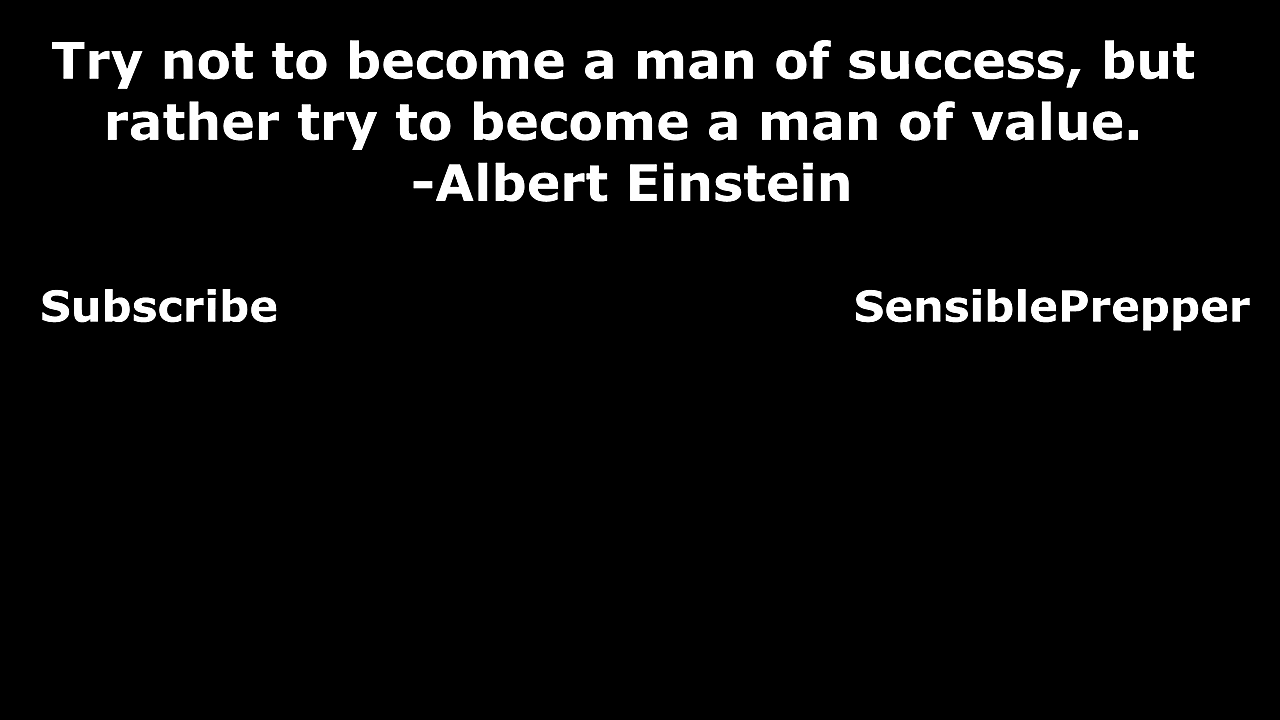 Try not to become a man of success, but
rather try to become a man of value.
-Albert Einstein
Subscribe
SensiblePrepper